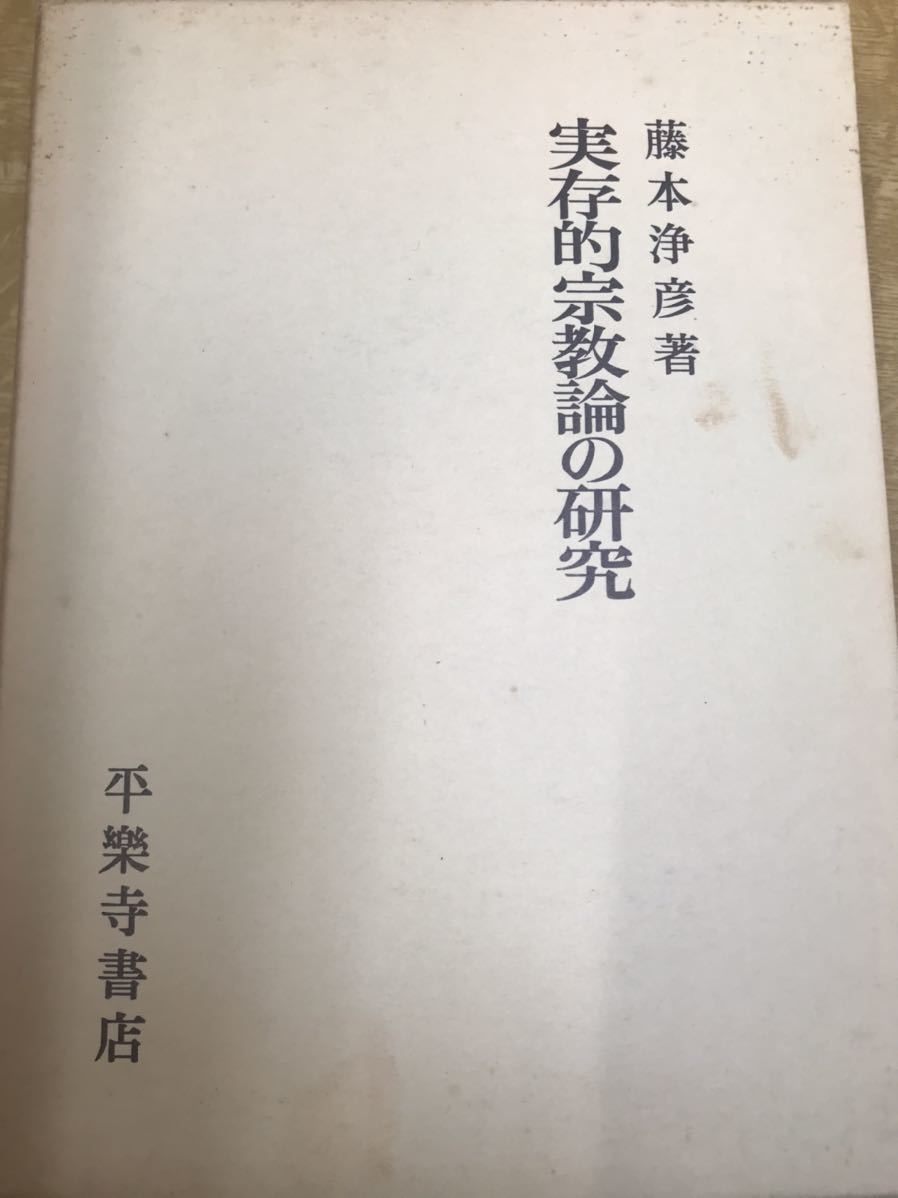 藤本浄彦著
実存的宗教論の研究
平樂寺書店